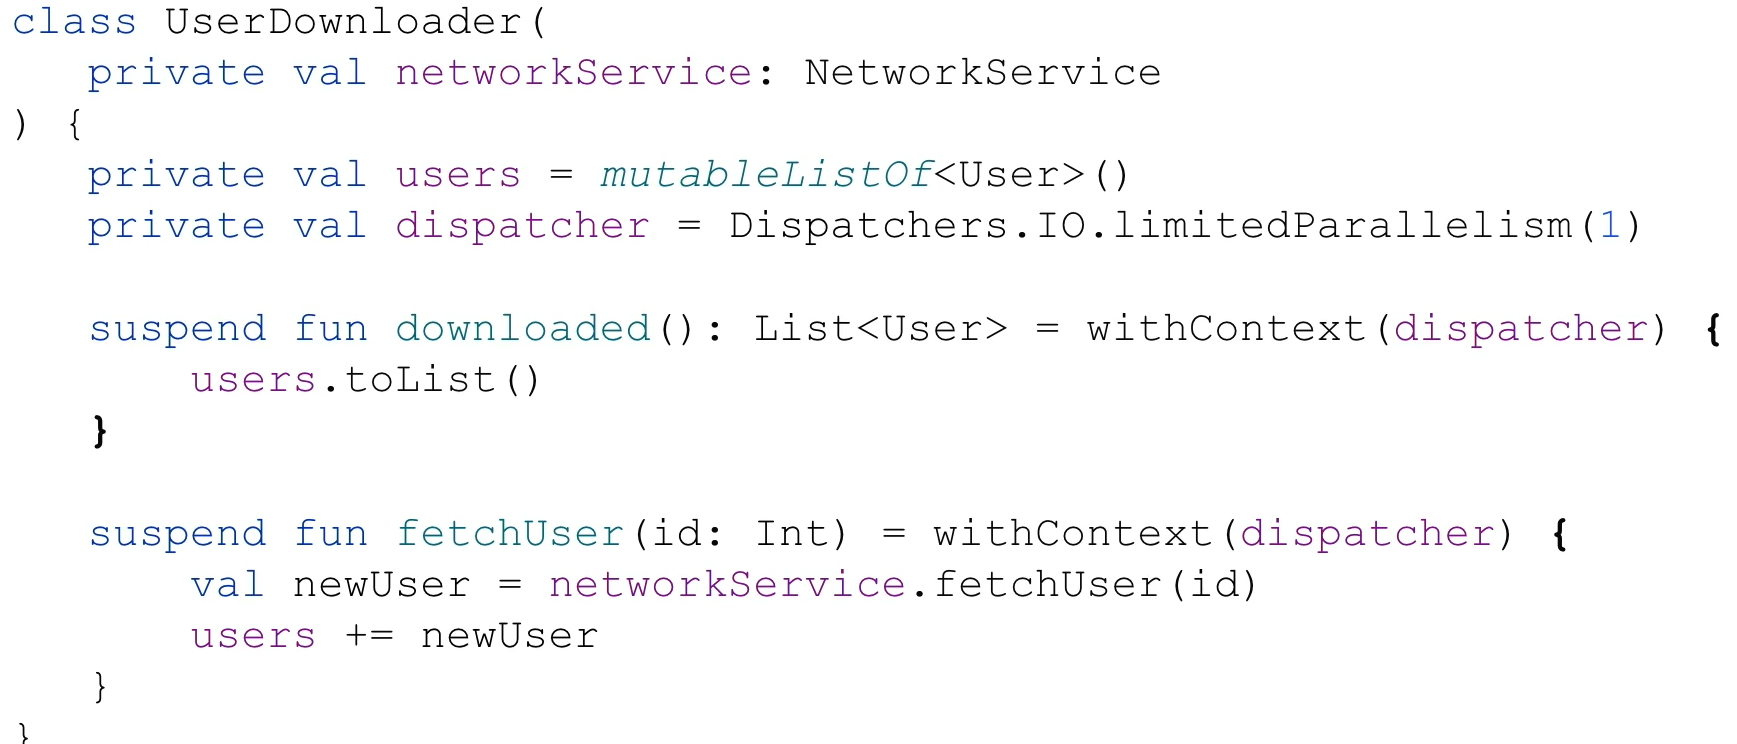 class UserDownloader(
    private val networkService: NetworkService
) {
    private val users = mutableListOf<User>()
    private val dispatcher = Dispatchers.IO.limitedParallelism(1)

    suspend fun downloaded(): List<User> = withContext(dispatcher) {
        users.toList()
    }

    suspend fun fetchUser(id: Int) = withContext(dispatcher) {
        val newUser = networkService.fetchUser(id)
        users += newUser
    }
}